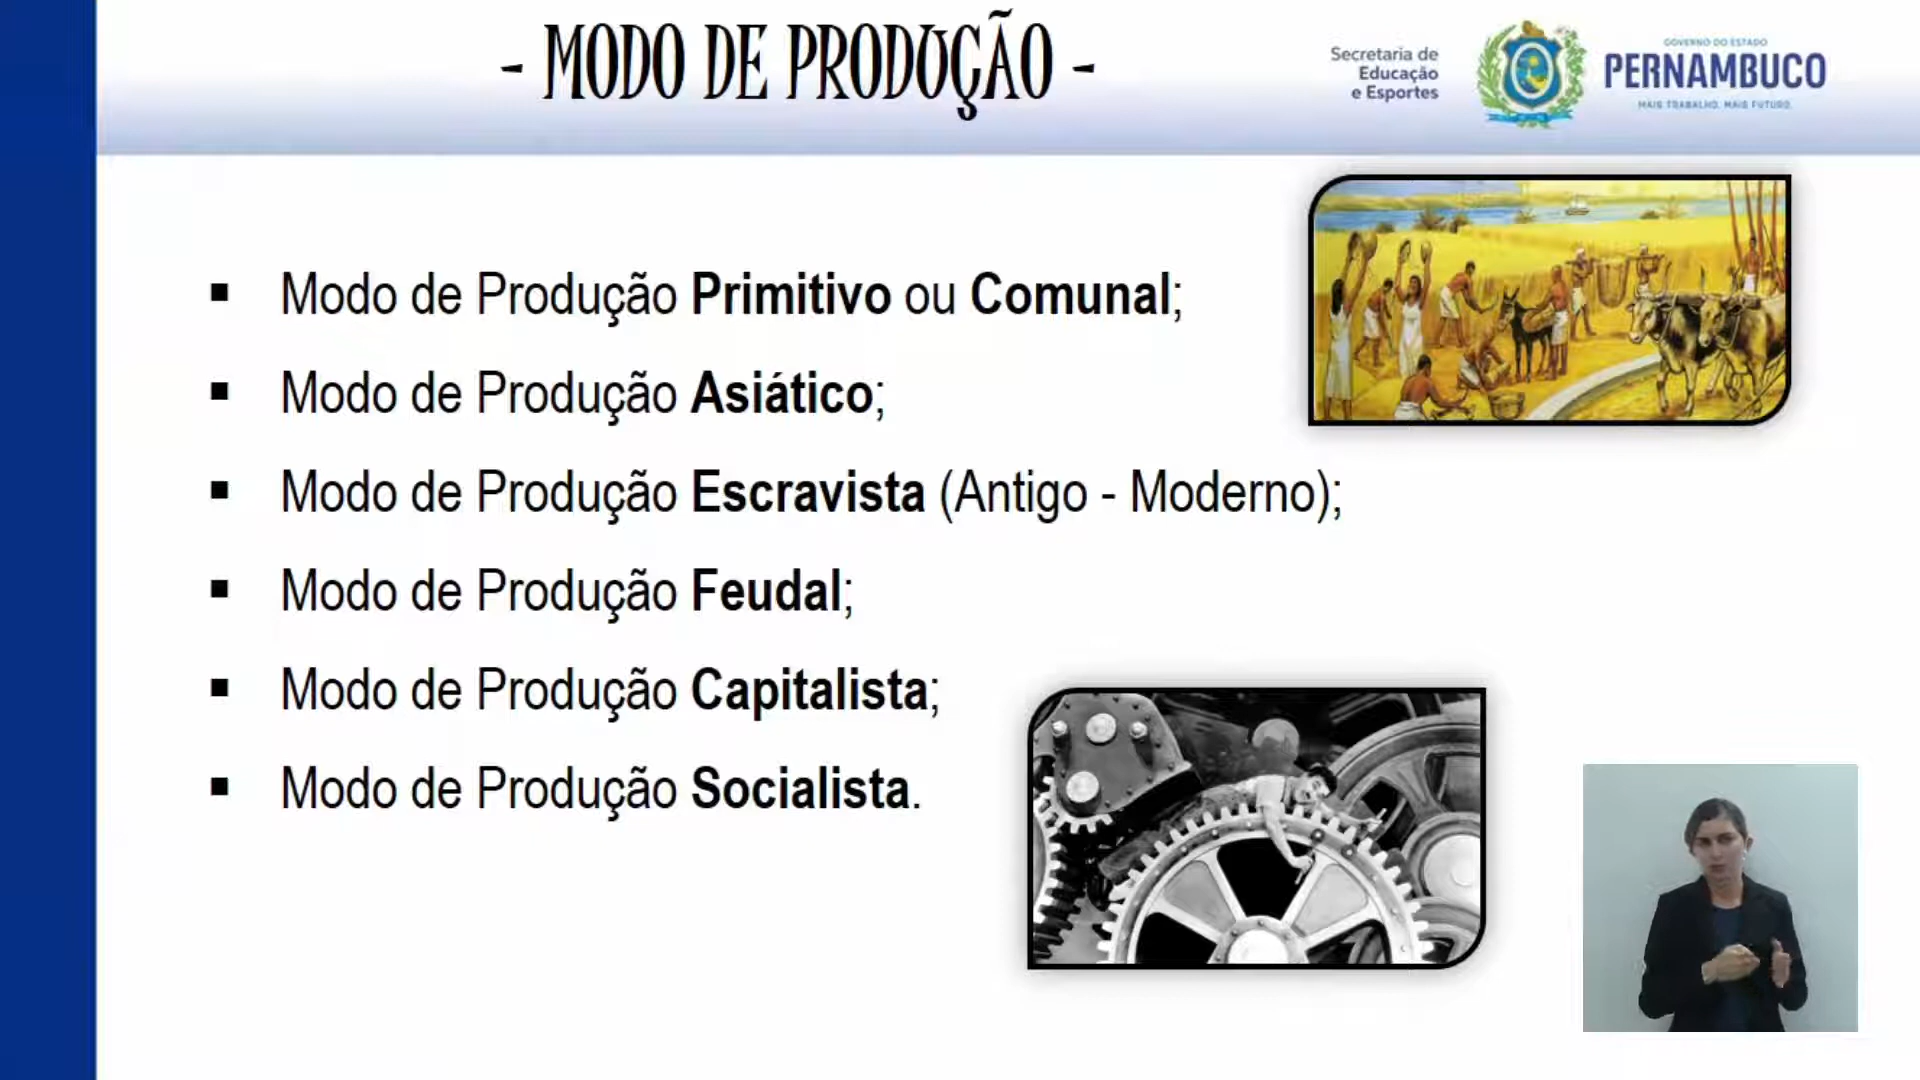 - MODO DE PRODUÇÃO -
Secretaria de
Educação
e Esportes
GOVERNO DO ESTADO
PERNAMBUCO
MAIS TRABALHO. MAIS FUTURO.
▪ Modo de Produção Primitivo ou Comunal;
▪ Modo de Produção Asiático;
▪ Modo de Produção Escravista (Antigo - Moderno);
▪ Modo de Produção Feudal;
▪ Modo de Produção Capitalista;
▪ Modo de Produção Socialista.